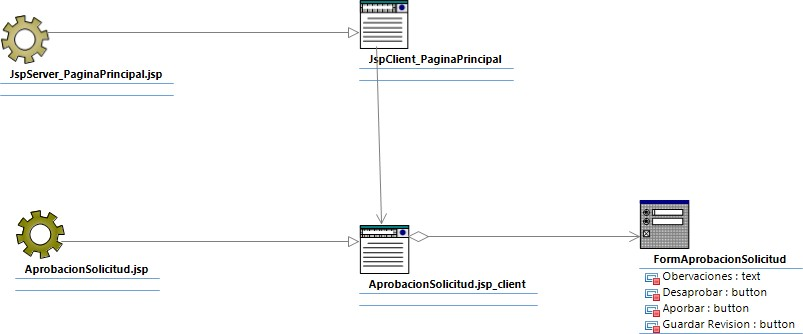 JspServer_PaginaPrincipal.jsp
JspClient_PaginaPrincipal
AprobacionSolicitud.jsp
AprobacionSolicitud.jsp_client
FormAprobacionSolicitud
Obervaciones : text
Desaprobar : button
Aporbar : button
Guardar Revision : button